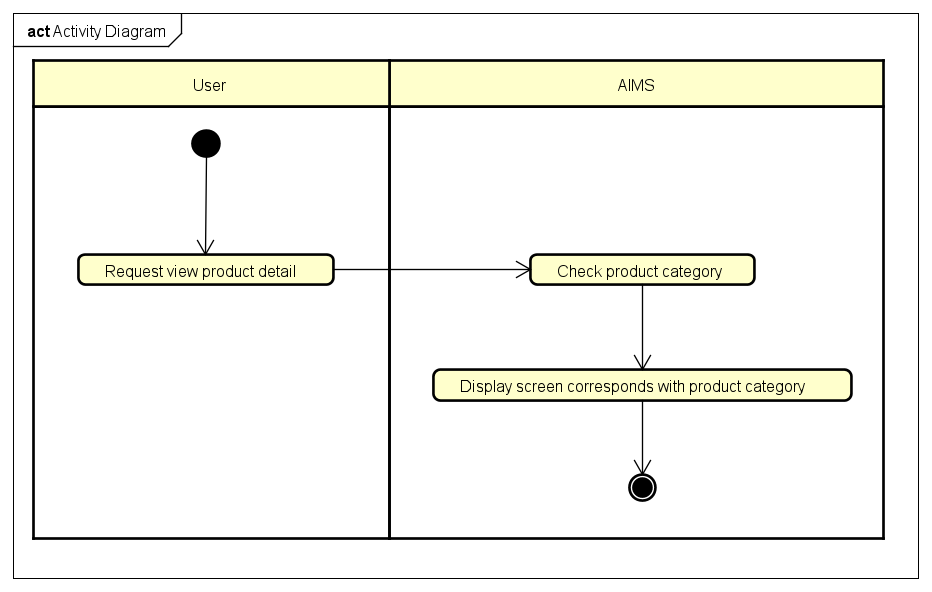 act Activity Diagram
User
AIMS
Request view product detail
Check product category
Display screen corresponds with product category